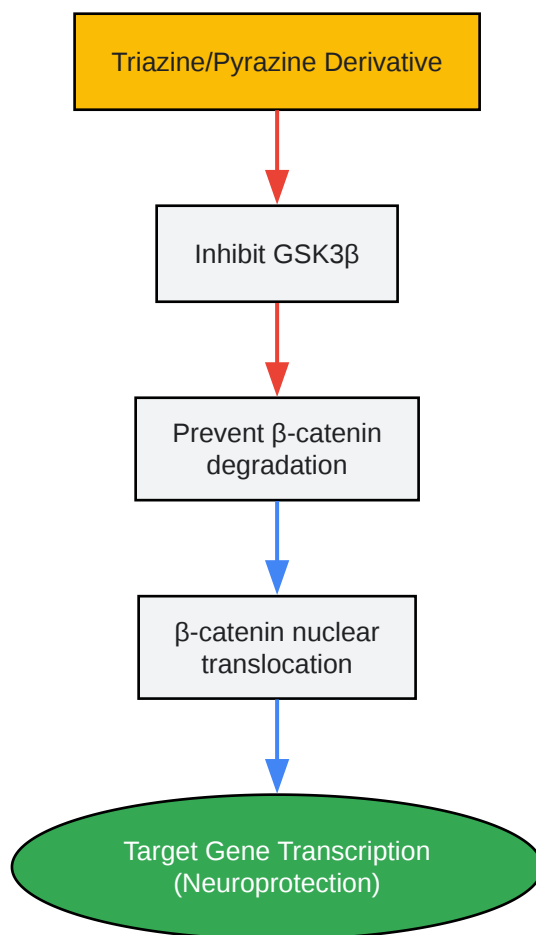 Triazine/Pyrazine Derivative
Inhibit GSK3β
Prevent β-catenin
degradation
β-catenin nuclear
translocation
Target Gene Transcription
(Neuroprotection)